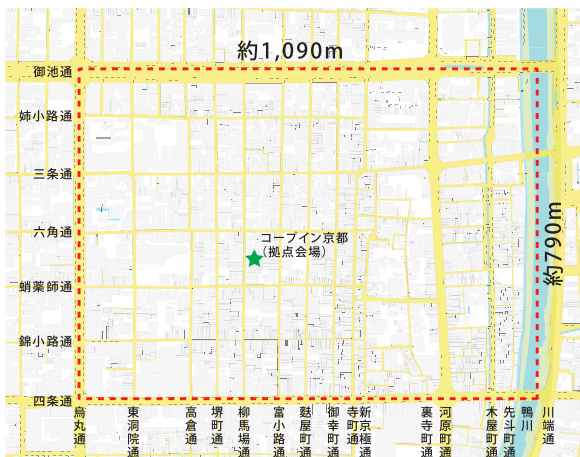 約1,090m
御池通
姉小路通
三条通
六角通
コープイン京都
（拠点会場）
約790m
蛸薬師通
錦小路通
四条通
烏丸通
東洞院通
高倉通
堺町通
柳馬場通
富小路通
麩屋町通
御幸町通
寺町通
新京極通
裏寺町通
河原町通
木屋町通
先斗町通
鴨川
川端通